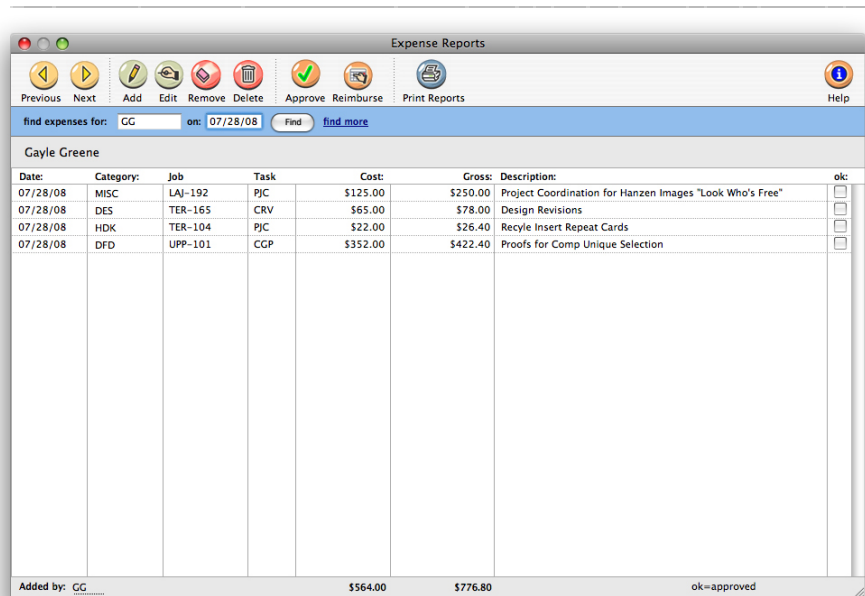 Expense Reports
Previous Next Add Edit Remove Delete Approve Reimburse Print Reports Help
find expenses for: GG on: 07/28/08 Find find more
Gayle Greene
Date: Category: Job Task Cost: Gross: Description: ok:
07/28/08 MISC LAJ-192 PJC $125.00 $250.00 Project Coordination for Hanzen Images "Look Who's Free"
07/28/08 DES TER-165 CRV $65.00 $78.00 Design Revisions
07/28/08 HDK TER-104 PJC $22.00 $26.40 Recyle Insert Repeat Cards
07/28/08 DFD UPP-101 CGP $352.00 $422.40 Proofs for Comp Unique Selection
Added by: GG $564.00 $776.80 ok=approved